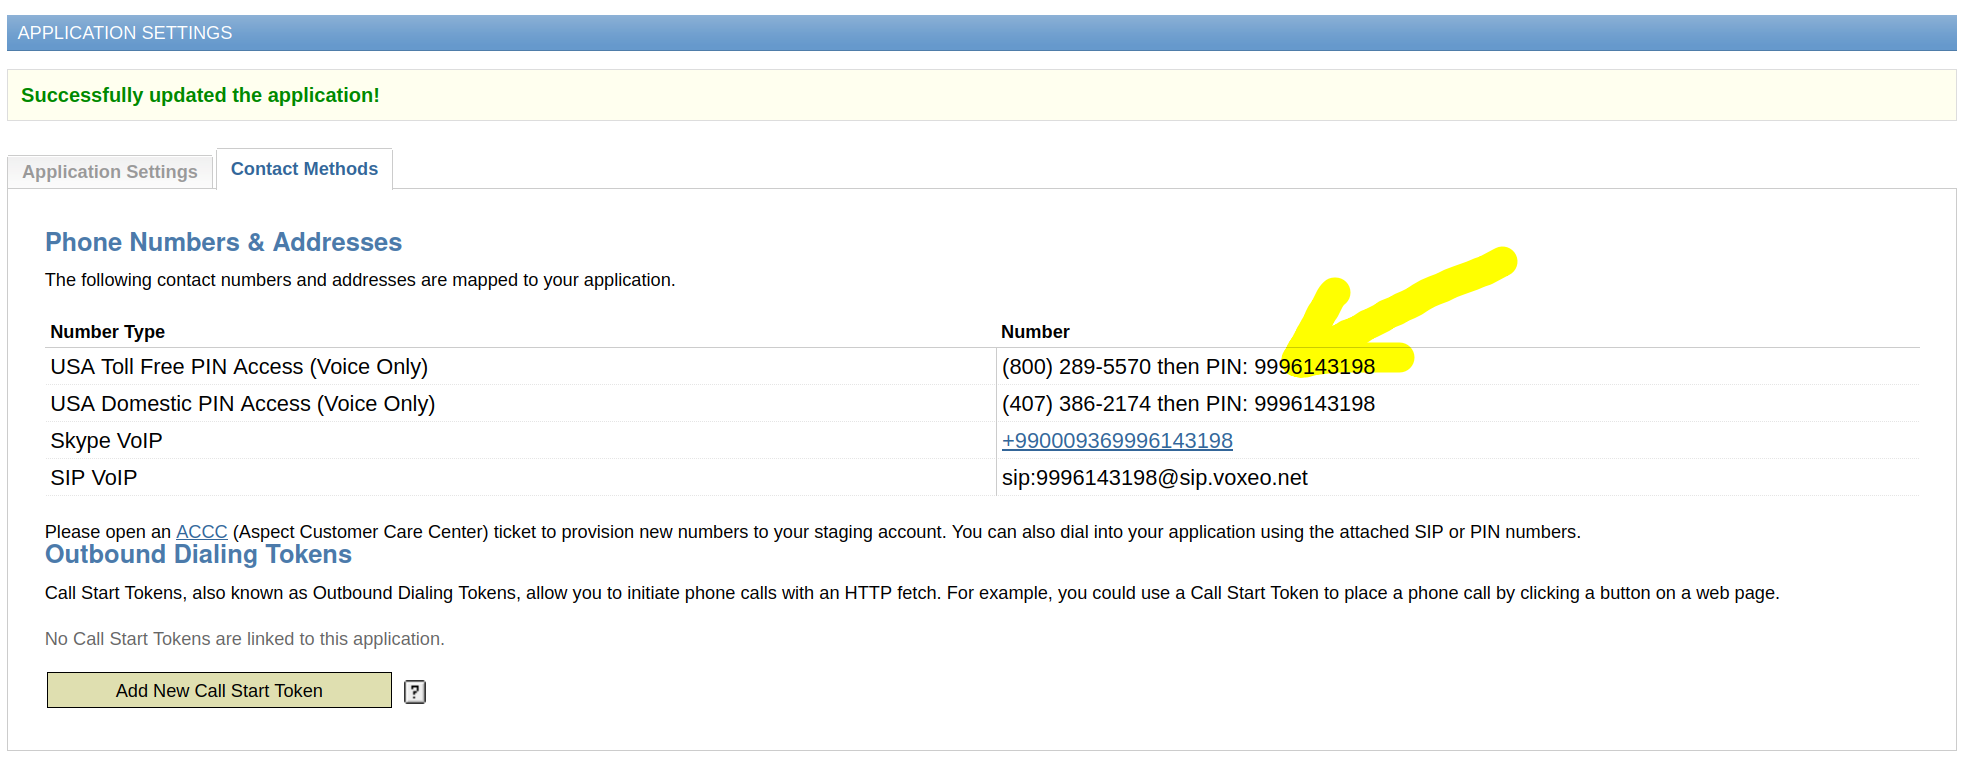 APPLICATION SETTINGS
Successfully updated the application!
Application Settings
Contact Methods
Phone Numbers & Addresses
The following contact numbers and addresses are mapped to your application.
Number Type Number
USA Toll Free PIN Access (Voice Only) (800) 289-5570 then PIN: 9996143198
USA Domestic PIN Access (Voice Only) (407) 386-2174 then PIN: 9996143198
Skype VoIP +990009369996143198
SIP VoIP sip:9996143198@sip.voxeo.net
Please open an ACCC (Aspect Customer Care Center) ticket to provision new numbers to your staging account. You can also dial into your application using the attached SIP or PIN numbers.
Outbound Dialing Tokens
Call Start Tokens, also known as Outbound Dialing Tokens, allow you to initiate phone calls with an HTTP fetch. For example, you could use a Call Start Token to place a phone call by clicking a button on a web page.
No Call Start Tokens are linked to this application.
Add New Call Start Token ?